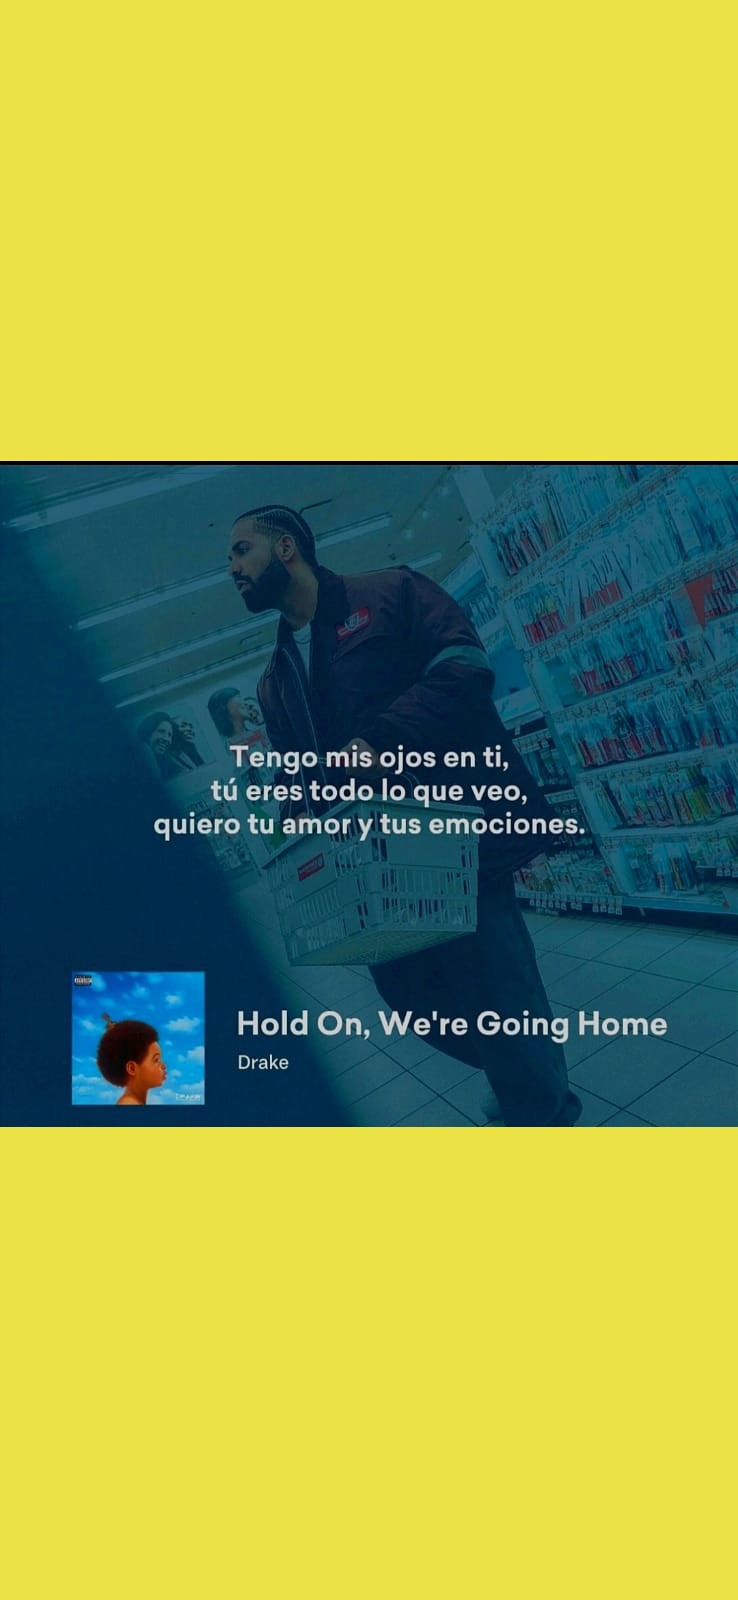 Tengo mis ojos en ti,
tú eres todo lo que veo,
quiero tu amor y tus emociones.
Hold On, We're Going Home
Drake